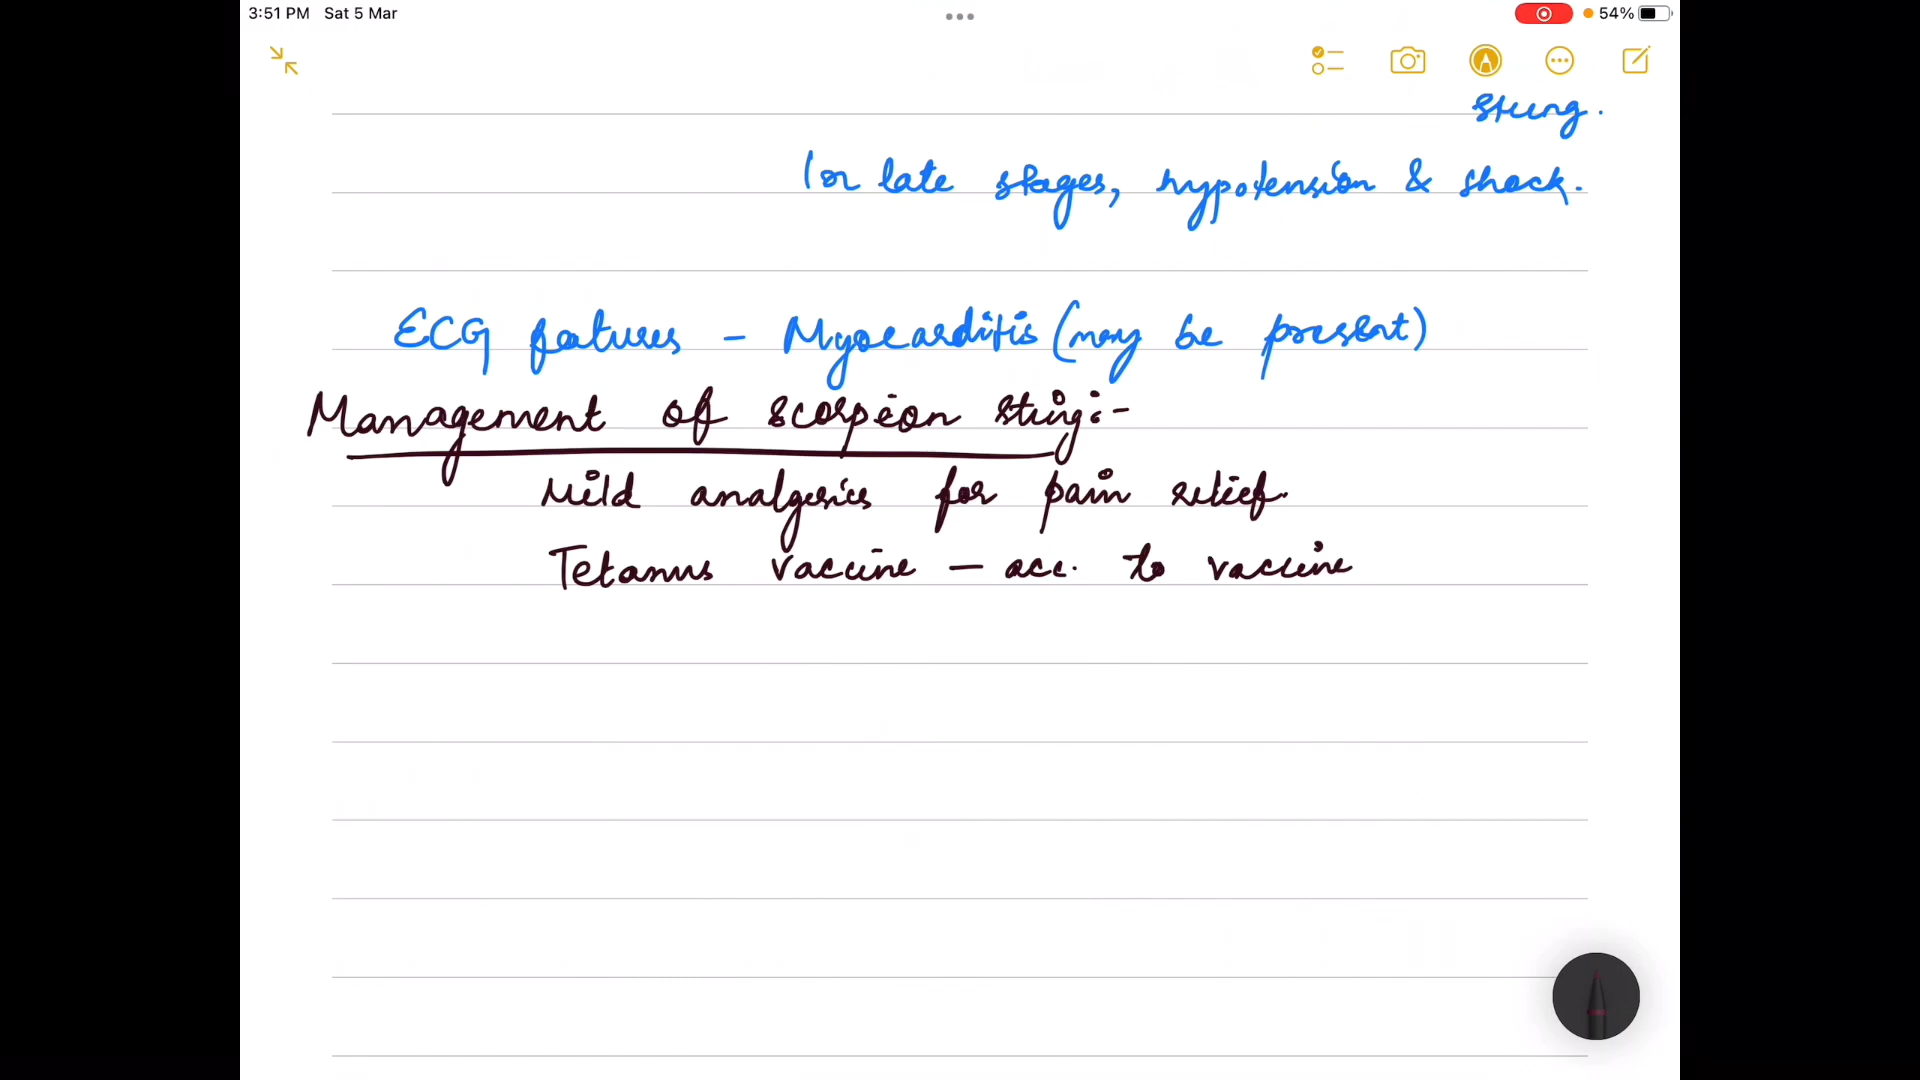 3:51 PM Sat 5 Mar
54%
sting.
In late stages, hypotension & shock.
ECG features - Myocarditis (may be present)
Management of scorpion sting:-
Mild analgesics for pain relief.
Tetanus vaccine - acc. to vaccine